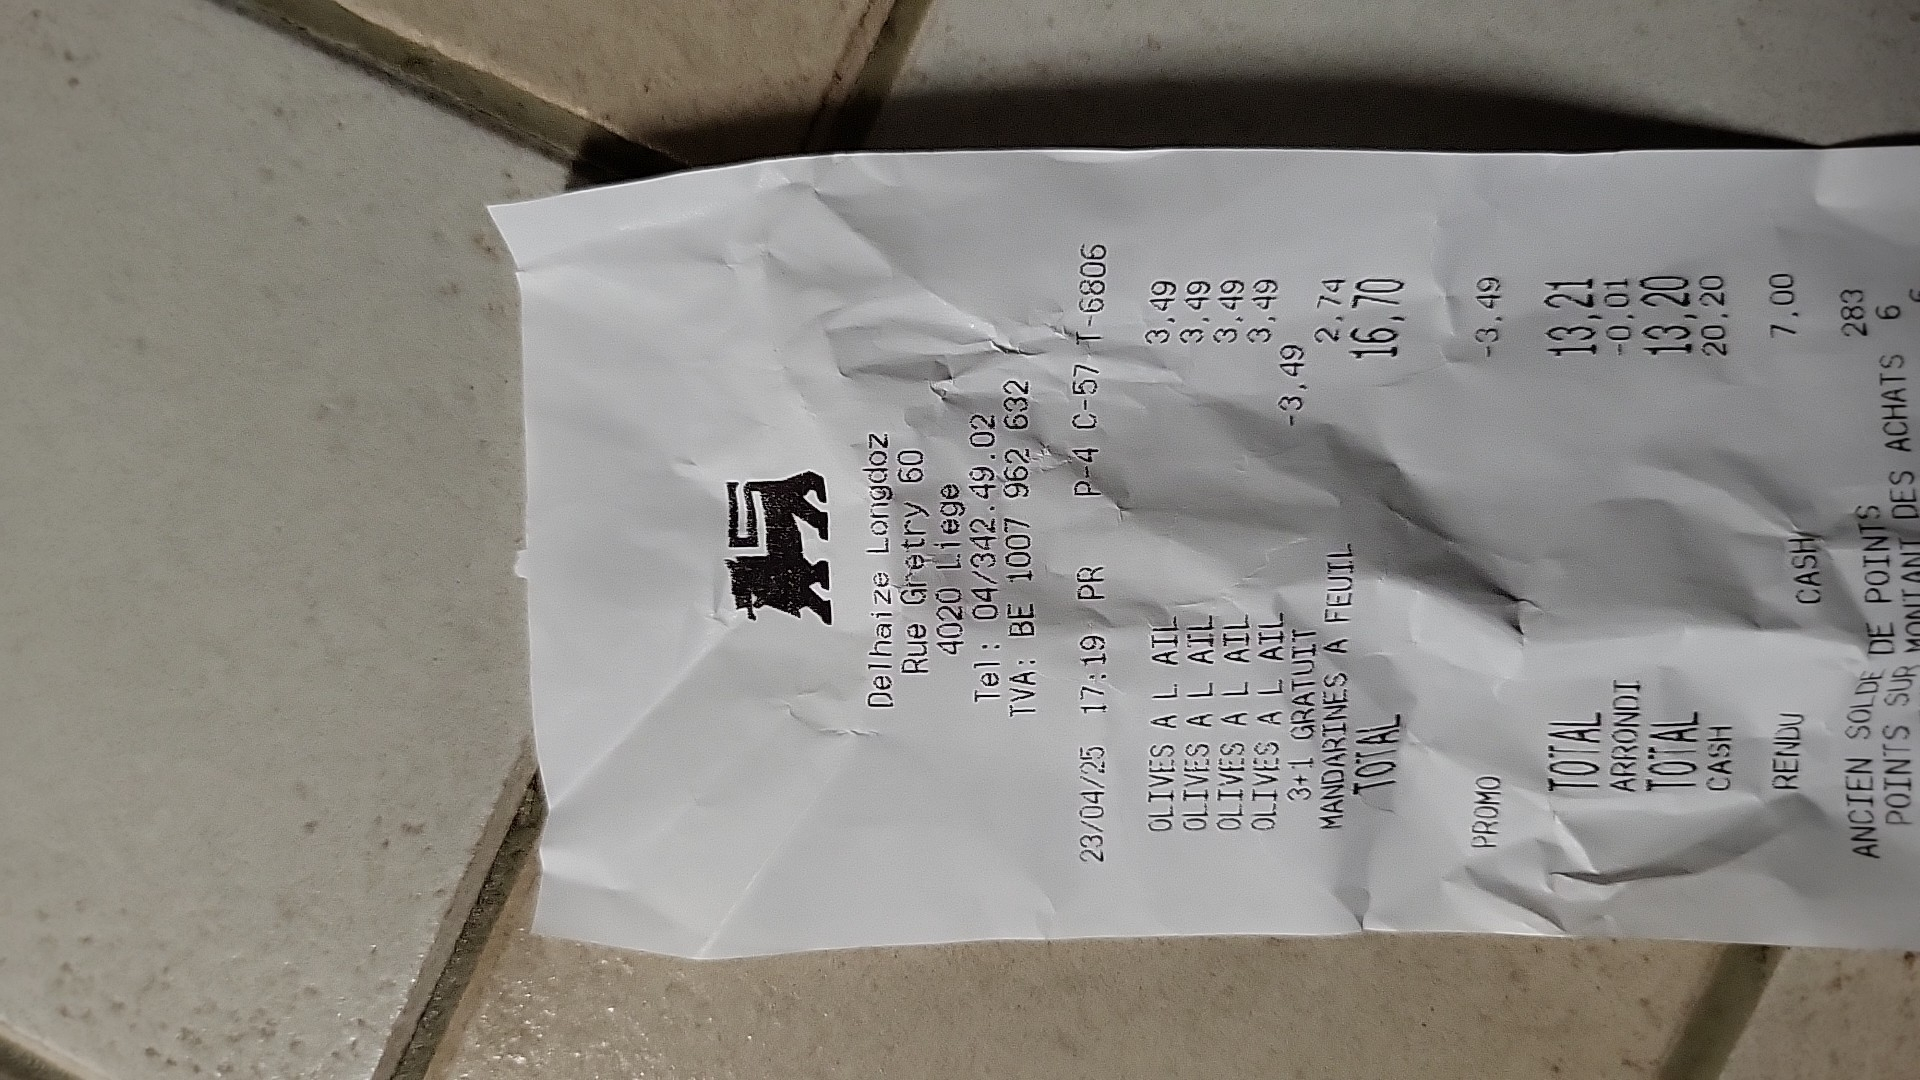 Delhaize Longdoz
Rue Gretry 60
4020 Liege
Tel: 04/342.49.02
TVA: BE 1007 962 632
23/04/25 17:19 PR P-4 C-57 T-6806
OLIVES A L AIL 3,49
OLIVES A L AIL 3,49
OLIVES A L AIL 3,49
OLIVES A L AIL 3,49
3+1 GRATUIT -3,49
MANDARINES A FEUIL 2,74
TOTAL 16,70
PROMO -3,49
TOTAL 13,21
ARRONDI -0,01
TOTAL 13,20
CASH 20,20
RENDU 7,00
CASH
ANCIEN SOLDE DE POINTS 283
POINTS SUR MONTANT DES ACHATS 6